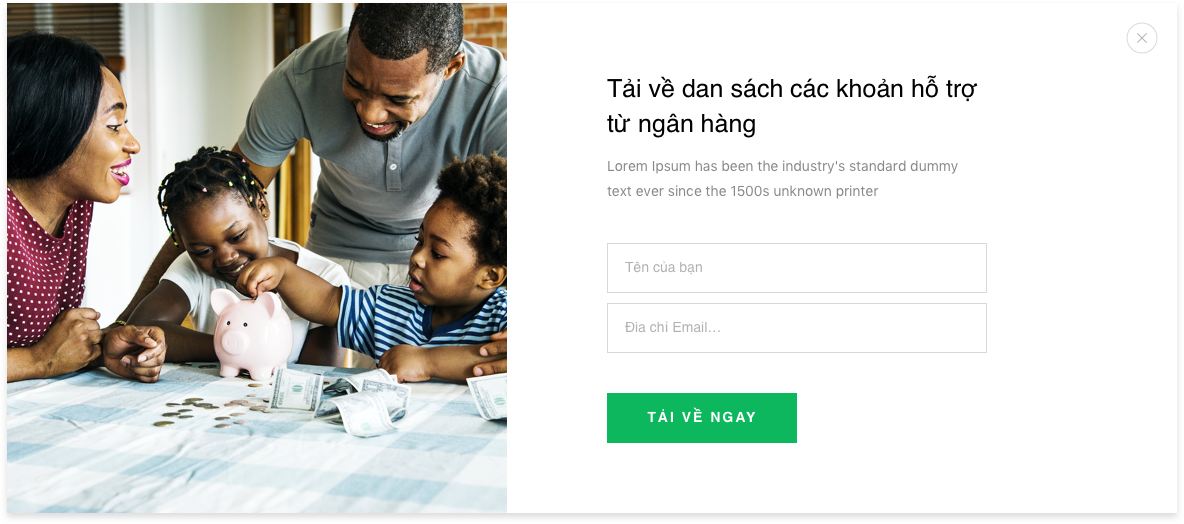 Tải về dan sách các khoản hỗ trợ
từ ngân hàng
Lorem Ipsum has been the industry's standard dummy
text ever since the 1500s unknown printer
Tên của bạn
Địa chỉ Email...
TẢI VỀ NGAY